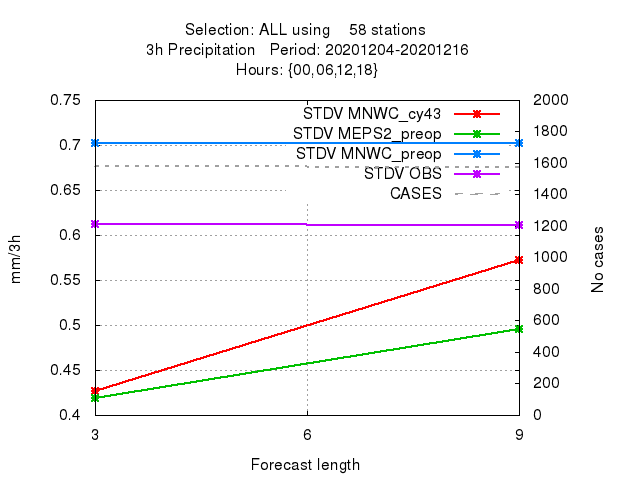 Selection: ALL using    58 stations
3h Precipitation   Period: 20201204-20201216
Hours: {00,06,12,18}
0.75
0.7
0.65
0.6
0.55
0.5
0.45
0.4
mm/3h
STDV MNWC_cy43
STDV MEPS2_preop
STDV MNWC_preop
STDV OBS
CASES
2000
1800
1600
1400
1200
1000
800
600
400
200
0
No cases
3
6
9
Forecast length